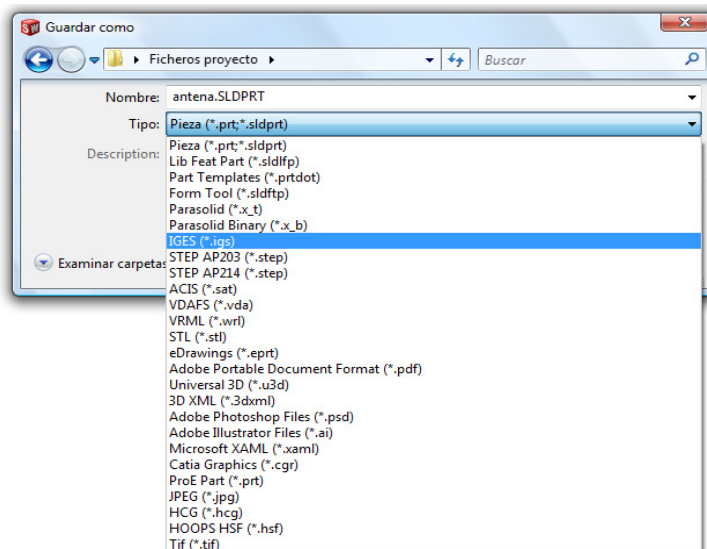 SW Guardar como
Ficheros proyecto
Buscar
Nombre: antena.SLDPRT
Tipo: Pieza (*.prt;*.sldprt)
Description:
Pieza (*.prt;*.sldprt)
Lib Feat Part (*.sldlfp)
Part Templates (*.prtdot)
Form Tool (*.sldftp)
Parasolid (*.x_t)
Parasolid Binary (*.x_b)
IGES (*.igs)
Examinar carpetas
STEP AP203 (*.step)
STEP AP214 (*.step)
ACIS (*.sat)
VDAFS (*.vda)
VRML (*.wrl)
STL (*.stl)
eDrawings (*.eprt)
Adobe Portable Document Format (*.pdf)
Universal 3D (*.u3d)
3D XML (*.3dxml)
Adobe Photoshop Files (*.psd)
Adobe Illustrator Files (*.ai)
Microsoft XAML (*.xaml)
Catia Graphics (*.cgr)
ProE Part (*.prt)
JPEG (*.jpg)
HCG (*.hcg)
HOOPS HSF (*.hsf)
Tif (*.tif)